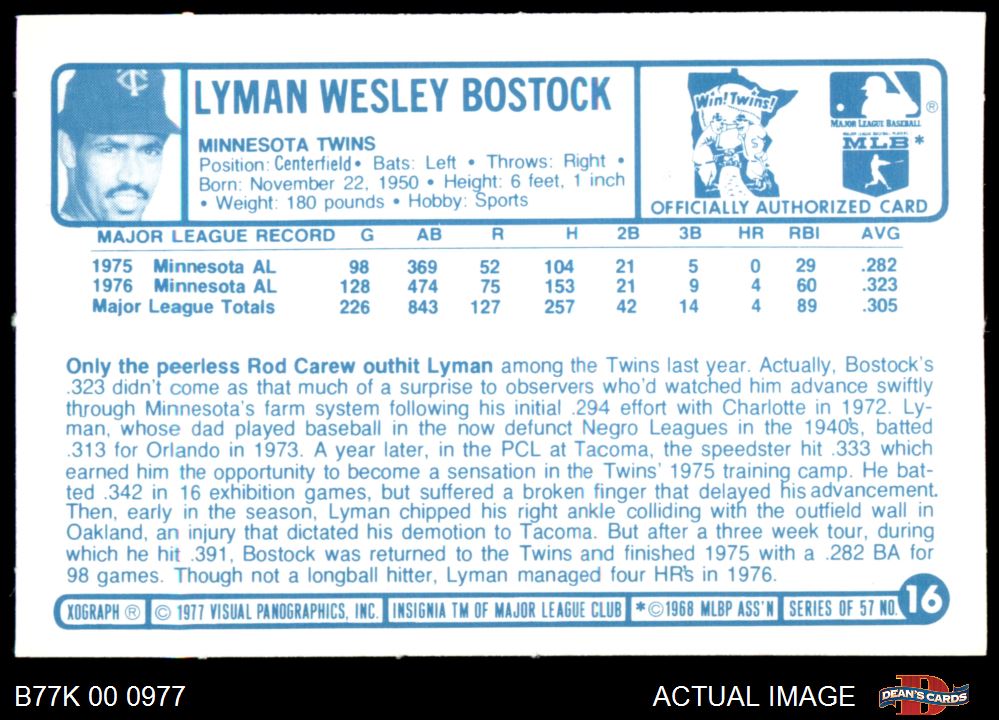 LYMAN WESLEY BOSTOCK
MINNESOTA TWINS
Position: Centerfield • Bats: Left • Throws: Right •
Born: November 22, 1950 • Height: 6 feet, 1 inch
• Weight: 180 pounds • Hobby: Sports
Win! Twins!
MAJOR LEAGUE BASEBALL ®
MLB *
OFFICIALLY AUTHORIZED CARD
MAJOR LEAGUE RECORD G AB R H 2B 3B HR RBI AVG
1975 Minnesota AL 98 369 52 104 21 5 0 29 .282
1976 Minnesota AL 128 474 75 153 21 9 4 60 .323
Major League Totals 226 843 127 257 42 14 4 89 .305
Only the peerless Rod Carew outhit Lyman among the Twins last year. Actually, Bostock's
.323 didn't come as that much of a surprise to observers who'd watched him advance swiftly
through Minnesota's farm system following his initial .294 effort with Charlotte in 1972. Ly-
man, whose dad played baseball in the now defunct Negro Leagues in the 1940's, batted
.313 for Orlando in 1973. A year later, in the PCL at Tacoma, the speedster hit .333 which
earned him the opportunity to become a sensation in the Twins' 1975 training camp. He bat-
ted .342 in 16 exhibition games, but suffered a broken finger that delayed his advancement.
Then, early in the season, Lyman chipped his right ankle colliding with the outfield wall in
Oakland, an injury that dictated his demotion to Tacoma. But after a three week tour, during
which he hit .391, Bostock was returned to the Twins and finished 1975 with a .282 BA for
98 games. Though not a longball hitter, Lyman managed four HR's in 1976.
XOGRAPH ® © 1977 VISUAL PANOGRAPHICS, INC. INSIGNIA TM OF MAJOR LEAGUE CLUB *©1968 MLBP ASS'N SERIES OF 57 NO. 16
B77K 00 0977 ACTUAL IMAGE DEAN'S CARDS